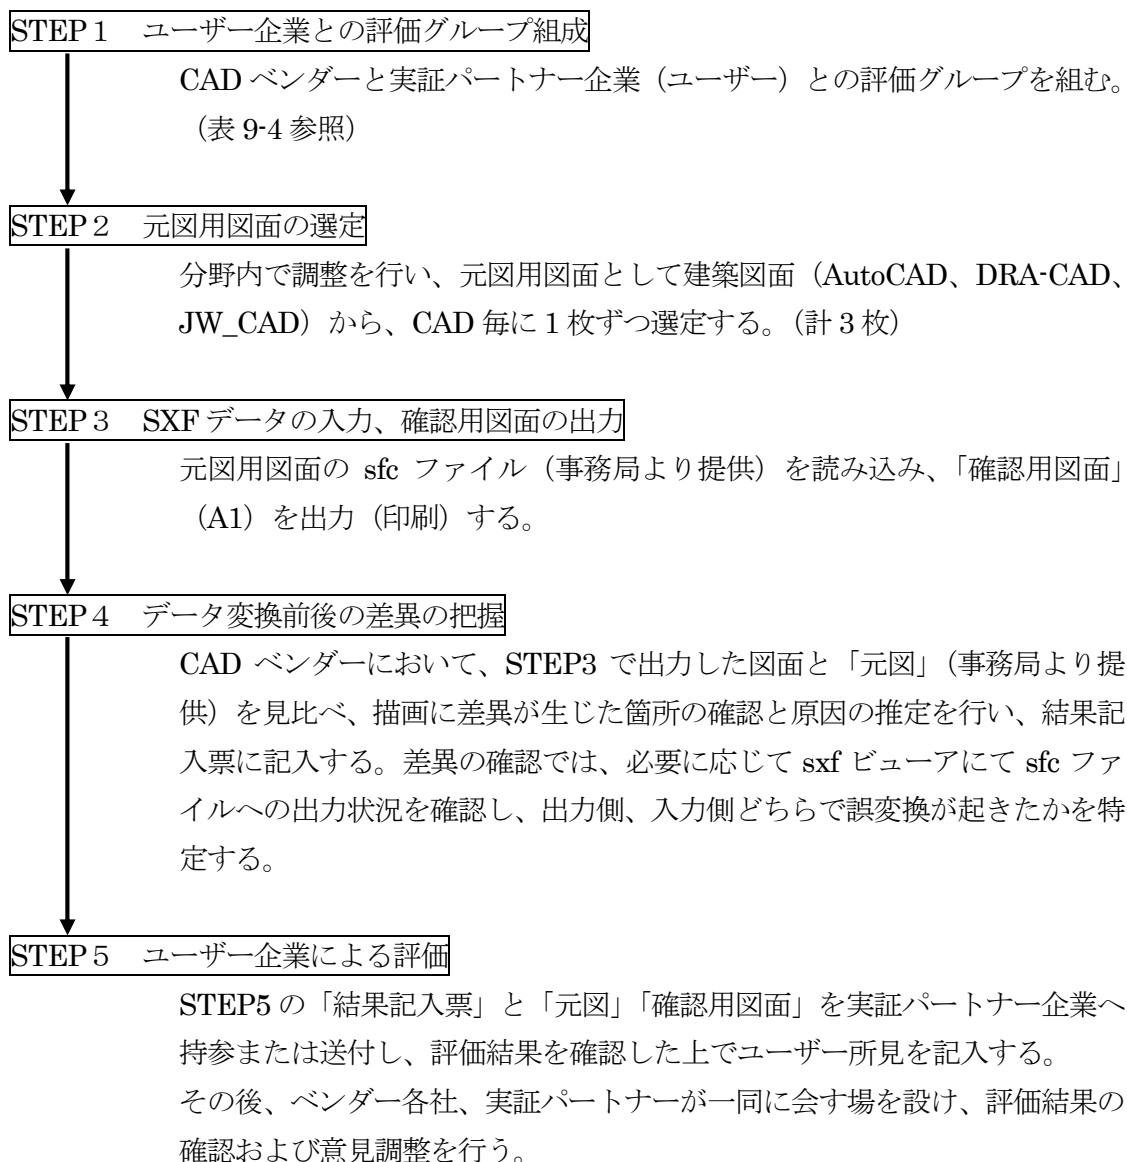 STEP１　ユーザー企業との評価グループ組成
CAD ベンダーと実証パートナー企業（ユーザー）との評価グループを組む。
（表 9-4 参照）
STEP２　元図用図面の選定
分野内で調整を行い、元図用図面として建築図面（AutoCAD、DRA-CAD、
JW_CAD）から、CAD 毎に 1 枚ずつ選定する。（計 3 枚）
STEP３　SXF データの入力、確認用図面の出力
元図用図面の sfc ファイル（事務局より提供）を読み込み、「確認用図面」
（A1）を出力（印刷）する。
STEP４　データ変換前後の差異の把握
CAD ベンダーにおいて、STEP3 で出力した図面と「元図」（事務局より提
供）を見比べ、描画に差異が生じた箇所の確認と原因の推定を行い、結果記
入票に記入する。差異の確認では、必要に応じて sxf ビューアにて sfc ファ
イルへの出力状況を確認し、出力側、入力側どちらで誤変換が起きたかを特
定する。
STEP５　ユーザー企業による評価
STEP5 の「結果記入票」と「元図」「確認用図面」を実証パートナー企業へ
持参または送付し、評価結果を確認した上でユーザー所見を記入する。
その後、ベンダー各社、実証パートナーが一同に会す場を設け、評価結果の
確認および意見調整を行う。